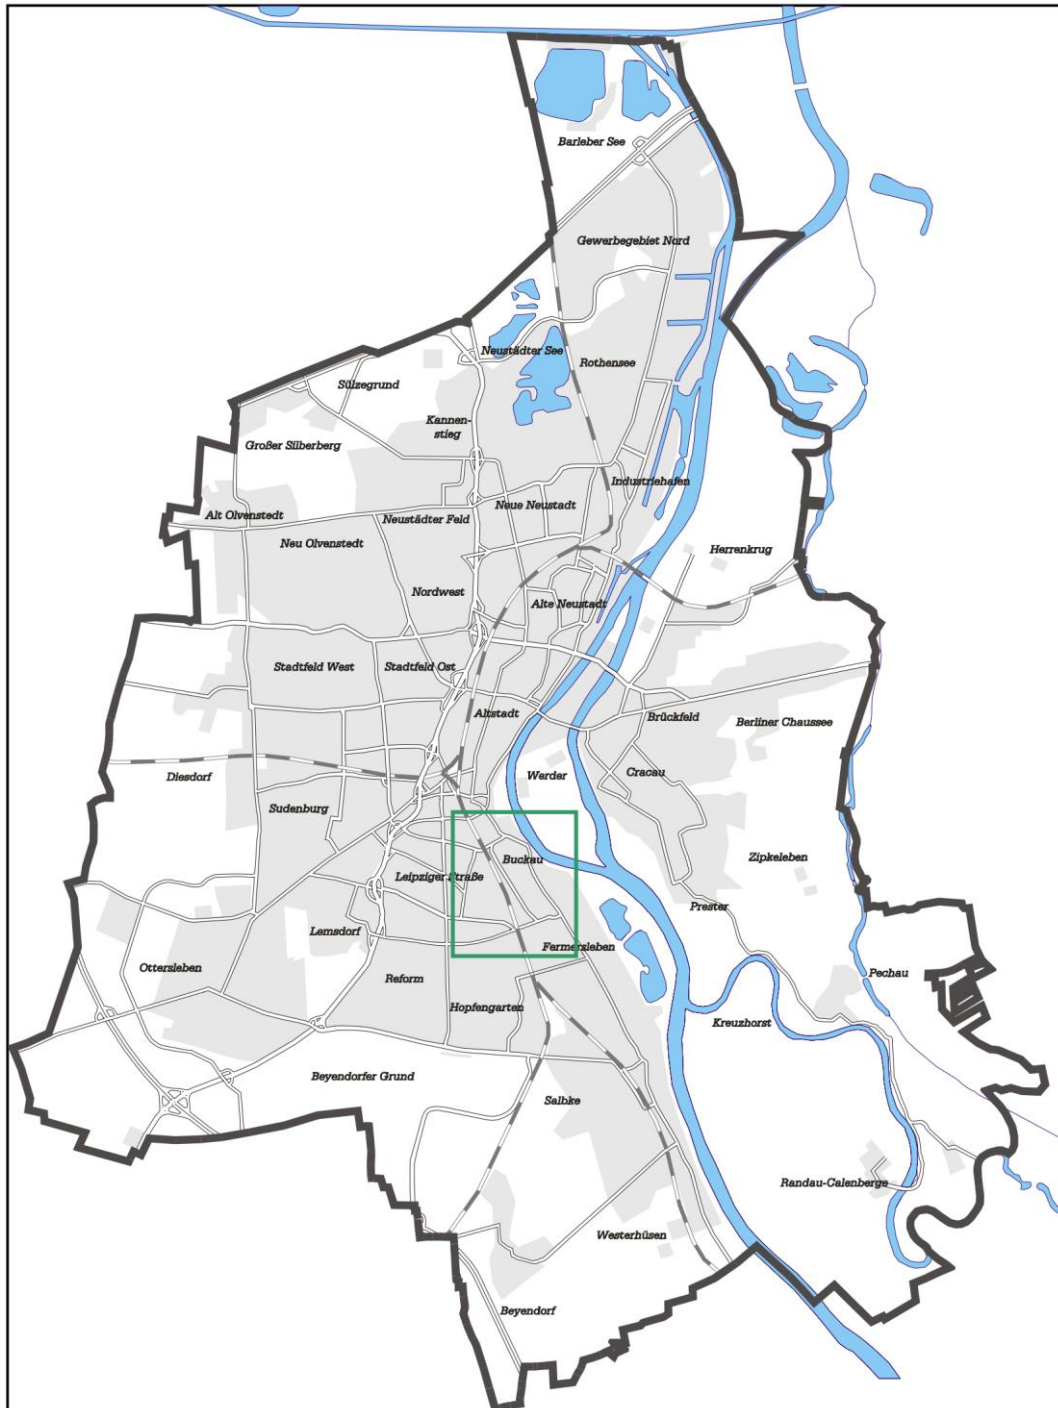 Barleber See
Gewerbegebiet Nord
Neustädter See
Rothensee
Sülzegrund
Kannen-
stieg
Großer Silberberg
Industriehafen
Neue Neustadt
Alt Olvenstedt
Neustädter Feld
Neu Olvenstedt
Herrenkrug
Nordwest
Alte Neustadt
Stadtfeld West
Stadtfeld Ost
Altstadt
Brückfeld
Berliner Chaussee
Diesdorf
Werder
Cracau
Sudenburg
Buckau
Zipkeleben
Leipziger Straße
Prester
Lemsdorf
Fermersleben
Ottersleben
Reform
Pechau
Hopfengarten
Kreuzhorst
Beyendorfer Grund
Salbke
Randau-Calenberge
Westerhüsen
Beyendorf